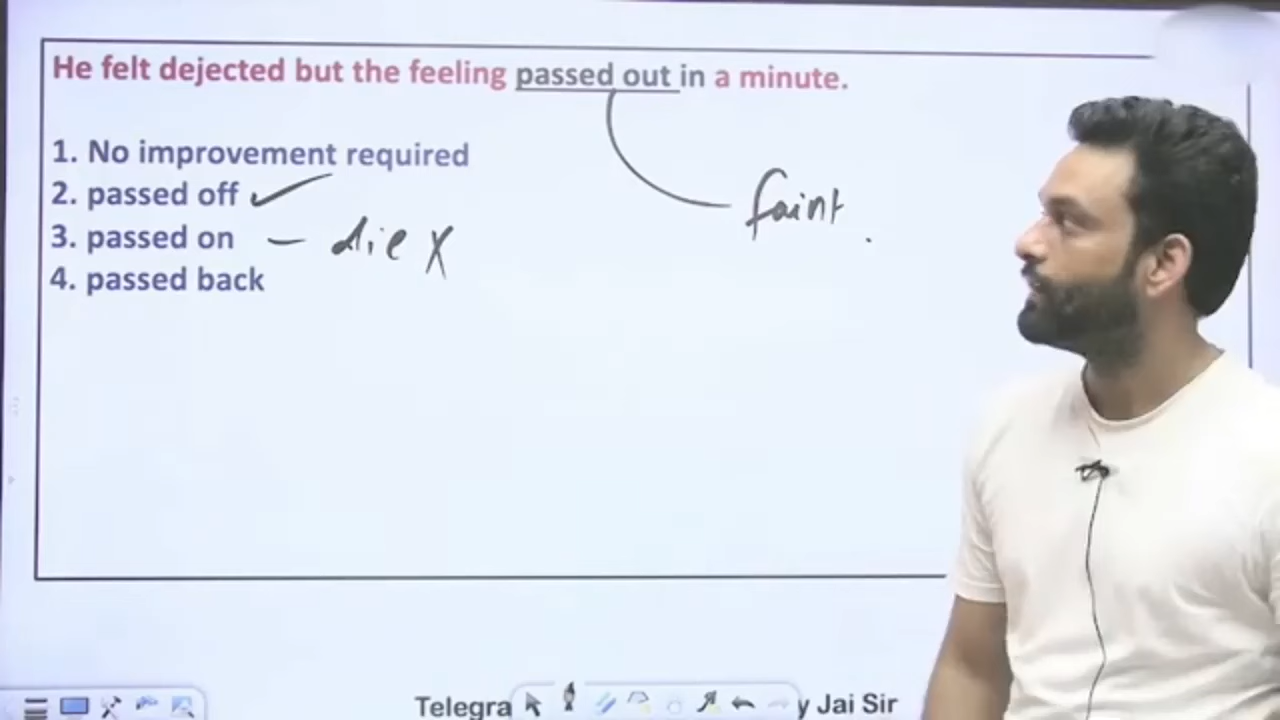 He felt dejected but the feeling passed out in a minute.
1. No improvement required
2. passed off
faint.
3. passed on — die X
4. passed back
Telegra
y Jai Sir